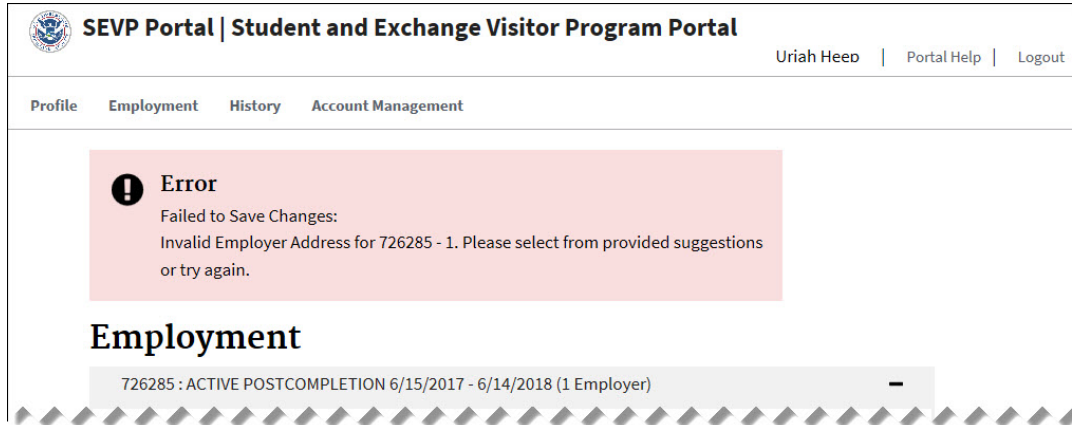 SEVP Portal | Student and Exchange Visitor Program Portal
Uriah Heep | Portal Help | Logout
Profile Employment History Account Management
Error
Failed to Save Changes:
Invalid Employer Address for 726285 - 1. Please select from provided suggestions
or try again.
Employment
726285 : ACTIVE POSTCOMPLETION 6/15/2017 - 6/14/2018 (1 Employer)